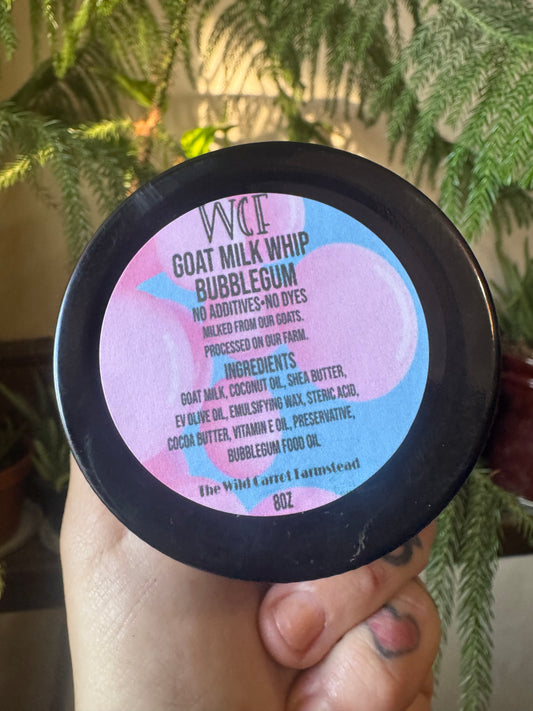 WCF
GOAT MILK WHIP
BUBBLEGUM
NO ADDITIVES•NO DYES
MILKED FROM OUR GOATS.
PROCESSED ON OUR FARM.
INGREDIENTS
GOAT MILK, COCONUT OIL, SHEA BUTTER,
EV OLIVE OIL, EMULSIFYING WAX, STERIC ACID,
COCOA BUTTER, VITAMIN E OIL, PRESERVATIVE,
BUBBLEGUM FOOD OIL
The Wild Carrot Farmstead
8OZ